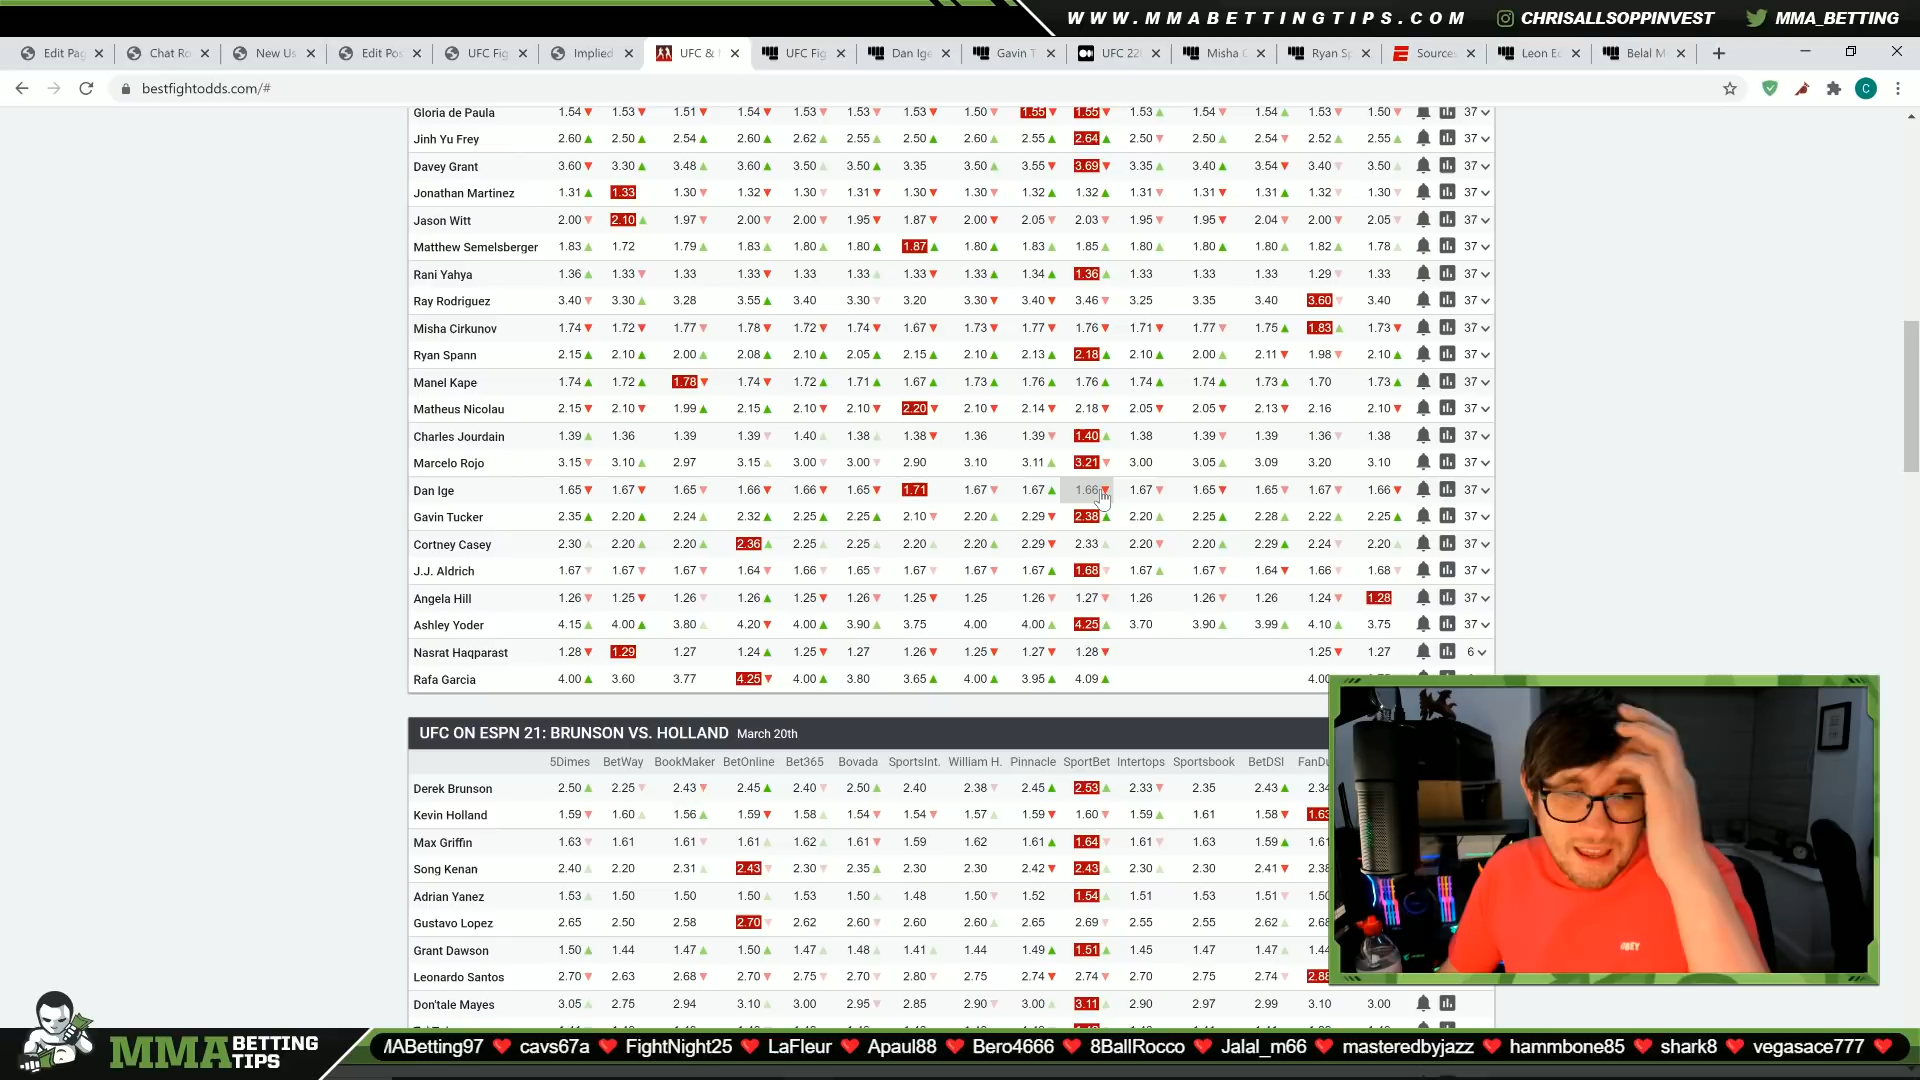 WWW.MMABETTINGTIPS.COM CHRISALLSOPPINVEST MMA_BETTING
Edit Pag Chat Ro New Us Edit Pos UFC Fig Implied UFC & UFC Fig Dan Ige Gavin T UFC 22 Misha C Ryan Sp Sources Leon Ed Belal M
bestfightodds.com/# C
Gloria de Paula 1.54 1.53 1.51 1.54 1.53 1.53 1.53 1.50 1.55 1.55 1.53 1.54 1.54 1.53 1.50 37
Jinh Yu Frey 2.60 2.50 2.54 2.60 2.62 2.55 2.50 2.60 2.55 2.64 2.50 2.50 2.54 2.52 2.55 37
Davey Grant 3.60 3.30 3.48 3.60 3.50 3.50 3.35 3.50 3.55 3.69 3.35 3.40 3.54 3.40 3.50 37
Jonathan Martinez 1.31 1.33 1.30 1.32 1.30 1.31 1.30 1.30 1.32 1.32 1.31 1.31 1.31 1.32 1.30 37
Jason Witt 2.00 2.10 1.97 2.00 2.00 1.95 1.87 2.00 2.05 2.03 1.95 1.95 2.04 2.00 2.05 37
Matthew Semelsberger 1.83 1.72 1.79 1.83 1.80 1.80 1.87 1.80 1.83 1.85 1.80 1.80 1.80 1.82 1.78 37
Rani Yahya 1.36 1.33 1.33 1.33 1.33 1.33 1.33 1.33 1.34 1.36 1.33 1.33 1.33 1.29 1.33 37
Ray Rodriguez 3.40 3.30 3.28 3.55 3.40 3.30 3.20 3.30 3.40 3.46 3.25 3.35 3.40 3.60 3.40 37
Misha Cirkunov 1.74 1.72 1.77 1.78 1.72 1.74 1.67 1.73 1.77 1.76 1.71 1.77 1.75 1.83 1.73 37
Ryan Spann 2.15 2.10 2.00 2.08 2.10 2.05 2.15 2.10 2.13 2.18 2.10 2.00 2.11 1.98 2.10 37
Manel Kape 1.74 1.72 1.78 1.74 1.72 1.71 1.67 1.73 1.76 1.76 1.74 1.74 1.73 1.70 1.73 37
Matheus Nicolau 2.15 2.10 1.99 2.15 2.10 2.10 2.20 2.10 2.14 2.18 2.05 2.05 2.13 2.16 2.10 37
Charles Jourdain 1.39 1.36 1.39 1.39 1.40 1.38 1.38 1.36 1.39 1.40 1.38 1.39 1.39 1.36 1.38 37
Marcelo Rojo 3.15 3.10 2.97 3.15 3.00 3.00 2.90 3.10 3.11 3.21 3.00 3.05 3.09 3.20 3.10 37
Dan Ige 1.65 1.67 1.65 1.66 1.66 1.65 1.71 1.67 1.67 1.66 1.67 1.65 1.65 1.67 1.66 37
Gavin Tucker 2.35 2.20 2.24 2.32 2.25 2.25 2.10 2.20 2.29 2.38 2.20 2.25 2.28 2.22 2.25 37
Cortney Casey 2.30 2.20 2.20 2.36 2.25 2.25 2.20 2.20 2.29 2.33 2.20 2.20 2.29 2.24 2.20 37
J.J. Aldrich 1.67 1.67 1.67 1.64 1.66 1.65 1.67 1.67 1.67 1.68 1.67 1.67 1.64 1.66 1.68 37
Angela Hill 1.26 1.25 1.26 1.26 1.25 1.26 1.25 1.25 1.26 1.27 1.26 1.26 1.26 1.24 1.28 37
Ashley Yoder 4.15 4.00 3.80 4.20 4.00 3.90 3.75 4.00 4.00 4.25 3.70 3.90 3.99 4.10 3.75 37
Nasrat Haqparast 1.28 1.29 1.27 1.24 1.25 1.27 1.26 1.25 1.27 1.28 1.25 1.27 6
Rafa Garcia 4.00 3.60 3.77 4.25 4.00 3.80 3.65 4.00 3.95 4.09 4.00
UFC ON ESPN 21: BRUNSON VS. HOLLAND March 20th
5Dimes BetWay BookMaker BetOnline Bet365 Bovada SportsInt. William H. Pinnacle SportBet Intertops Sportsbook BetDSI FanDu
Derek Brunson 2.50 2.25 2.43 2.45 2.40 2.50 2.40 2.38 2.45 2.53 2.33 2.35 2.43 2.34
Kevin Holland 1.59 1.60 1.56 1.59 1.58 1.54 1.54 1.57 1.59 1.60 1.59 1.61 1.58 1.63
Max Griffin 1.63 1.61 1.61 1.61 1.62 1.61 1.59 1.62 1.61 1.64 1.61 1.63 1.59 1.61
Song Kenan 2.40 2.20 2.31 2.43 2.30 2.35 2.30 2.30 2.42 2.43 2.30 2.30 2.41 2.38
Adrian Yanez 1.53 1.50 1.50 1.50 1.53 1.50 1.48 1.50 1.52 1.54 1.51 1.53 1.51 1.50
Gustavo Lopez 2.65 2.50 2.58 2.70 2.62 2.60 2.60 2.60 2.65 2.69 2.55 2.55 2.62 2.68
Grant Dawson 1.50 1.44 1.47 1.50 1.47 1.48 1.41 1.44 1.49 1.51 1.45 1.47 1.47 1.44
Leonardo Santos 2.70 2.63 2.68 2.70 2.75 2.70 2.80 2.75 2.74 2.74 2.70 2.75 2.74 2.88
Don'tale Mayes 3.05 2.75 2.94 3.10 3.00 2.95 2.85 2.90 3.00 3.11 2.90 2.97 2.99 3.10 3.00
OBEY
MMA BETTING TIPS
MABetting97 cavs67a FightNight25 LaFleur Apaul88 Bero4666 8BallRocco Jalal_m66 masteredbyjazz hammbone85 shark8 vegasace777